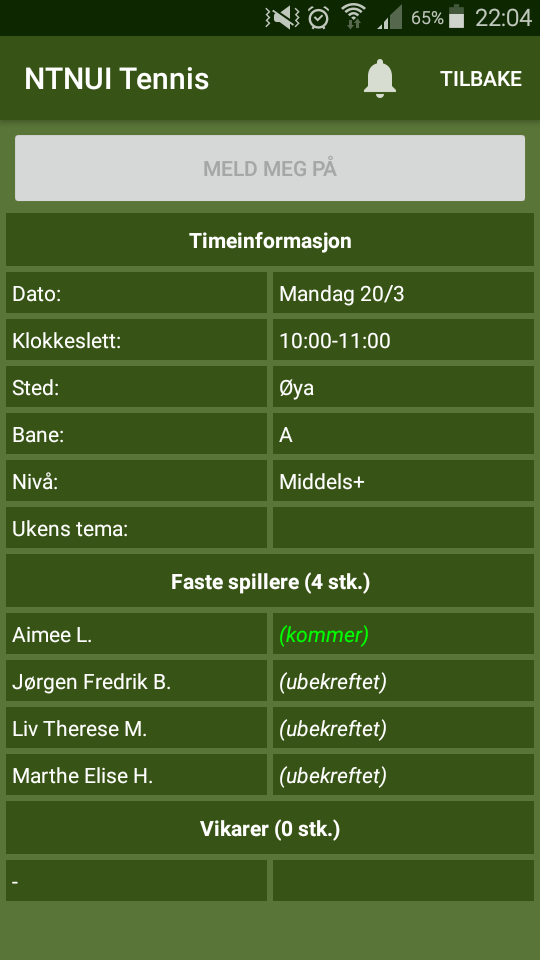 65% 22:04
NTNUI Tennis TILBAKE
MELD MEG PÅ
Timeinformasjon
Dato: Mandag 20/3
Klokkeslett: 10:00-11:00
Sted: Øya
Bane: A
Nivå: Middels+
Ukens tema:
Faste spillere (4 stk.)
Aimee L. (kommer)
Jørgen Fredrik B. (ubekreftet)
Liv Therese M. (ubekreftet)
Marthe Elise H. (ubekreftet)
Vikarer (0 stk.)
-